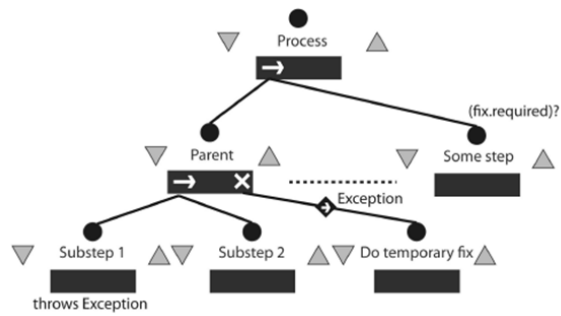 Process
(fix.required)?
Parent
Some step
Exception
Substep 1
Substep 2
Do temporary fix
throws Exception